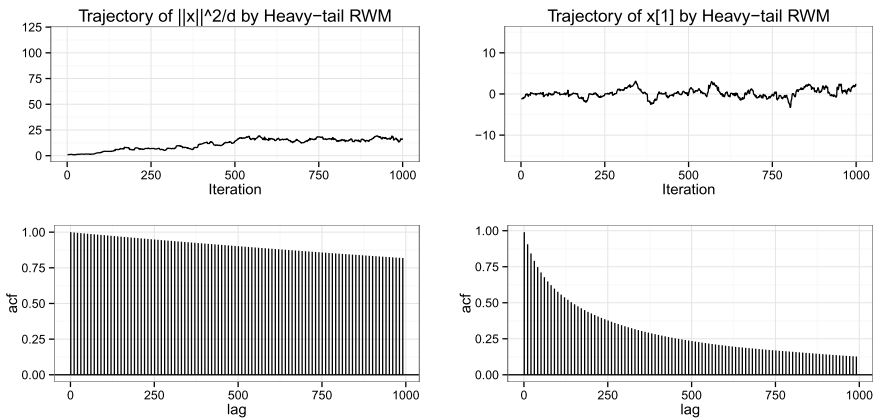 Trajectory of ||x||^2/d by Heavy−tail RWM
125
100
75
50
25
0
0 250 500 750 1000
Iteration
Trajectory of x[1] by Heavy−tail RWM
10
0
−10
0 250 500 750 1000
Iteration
1.00
0.75
0.50
0.25
0.00
acf
0 250 500 750 1000
lag
1.00
0.75
0.50
0.25
0.00
acf
0 250 500 750 1000
lag